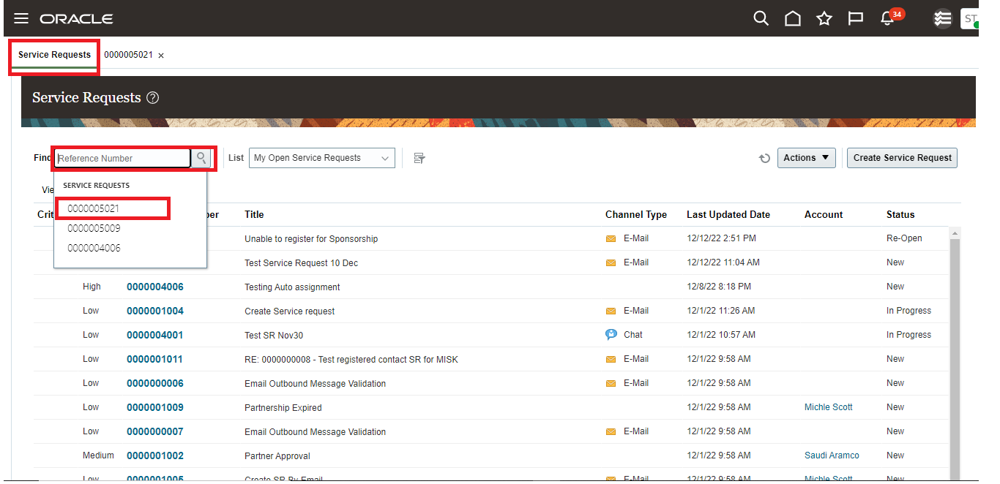 ORACLE 34 ST
Service Requests 0000005021 ×
Service Requests ?
Find Reference Number List My Open Service Requests Actions Create Service Request
SERVICE REQUESTS
Vie
0000005021
Crit ber Title Channel Type Last Updated Date Account Status
0000005009
Unable to register for Sponsorship E-Mail 12/12/22 2:51 PM Re-Open
0000004006
Test Service Request 10 Dec E-Mail 12/12/22 11:04 AM New
High 0000004006 Testing Auto assignment 12/8/22 8:18 PM New
Low 0000001004 Create Service request E-Mail 12/1/22 11:26 AM In Progress
Low 0000004001 Test SR Nov30 Chat 12/1/22 10:57 AM In Progress
Low 0000001011 RE: 0000000008 - Test registered contact SR for MISK E-Mail 12/1/22 9:58 AM New
Low 0000000006 Email Outbound Message Validation E-Mail 12/1/22 9:58 AM New
Low 0000001009 Partnership Expired 12/1/22 9:58 AM Michle Scott New
Low 0000000007 Email Outbound Message Validation E-Mail 12/1/22 9:58 AM New
Medium 0000001002 Partner Approval 12/1/22 9:58 AM Saudi Aramco New
Low 0000001005 Create SR By Email E-Mail 12/1/22 9:58 AM Michle Scott New